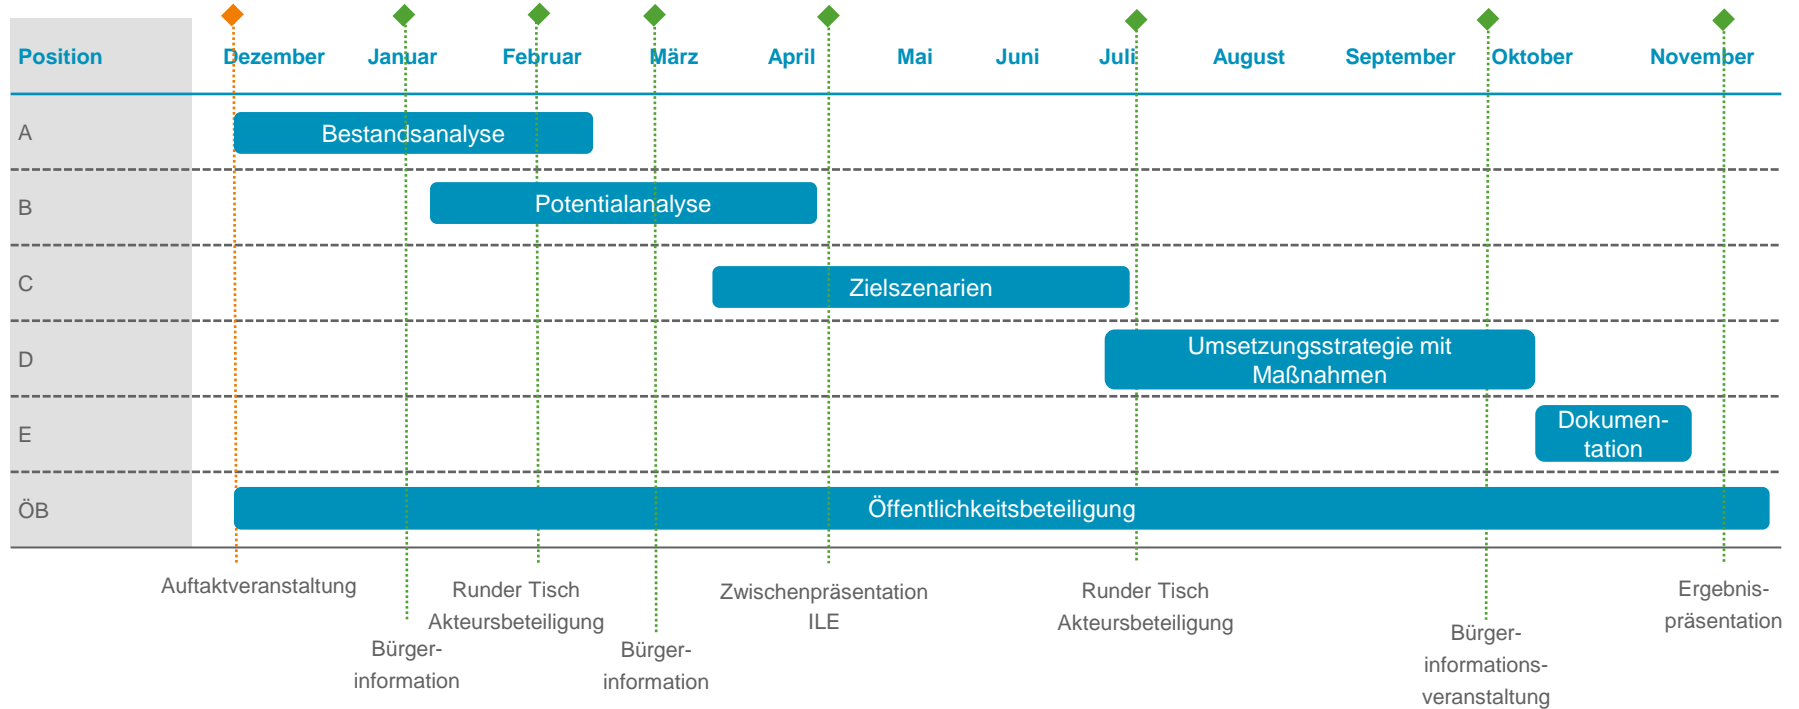 Position Dezember Januar Februar März April Mai Juni Juli August September Oktober November
A Bestandsanalyse
B Potentialanalyse
C Zielszenarien
D Umsetzungsstrategie mit
Maßnahmen
E Dokumen-
tation
ÖB Öffentlichkeitsbeteiligung
Auftaktveranstaltung
Bürger-
information
Runder Tisch
Akteursbeteiligung
Bürger-
information
Zwischenpräsentation
ILE
Runder Tisch
Akteursbeteiligung
Bürger-
informations-
veranstaltung
Ergebnis-
präsentation